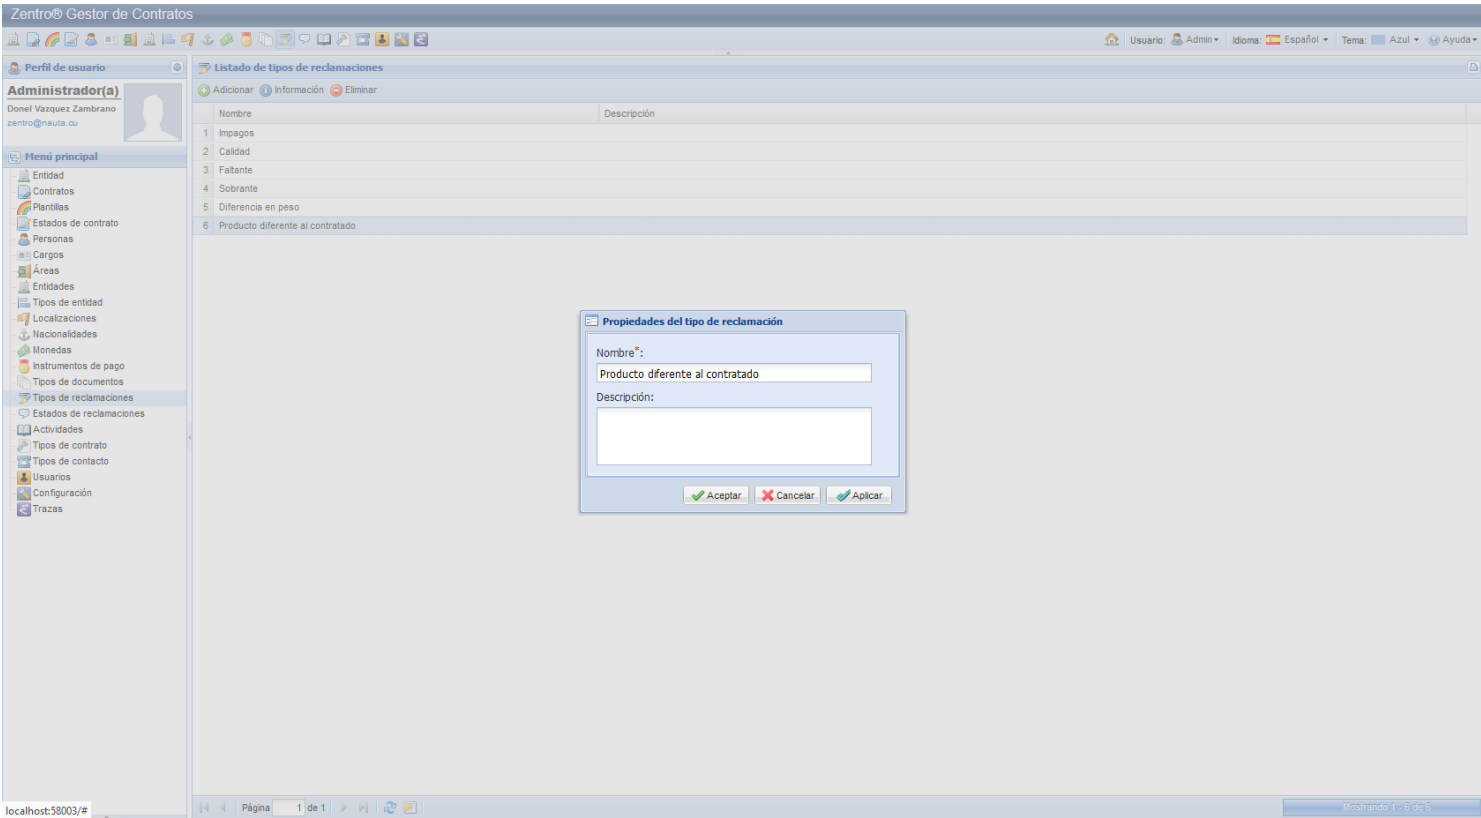 Zentro® Gestor de Contratos
Usuario: Admin Idioma: Español Tema: Azul Ayuda
Perfil de usuario
Administrador(a)
Donel Vazquez Zambrano
zentro@nauta.cu
Menú principal
Entidad
Contratos
Plantillas
Estados de contrato
Personas
Cargos
Áreas
Entidades
Tipos de entidad
Localizaciones
Nacionalidades
Monedas
Instrumentos de pago
Tipos de documentos
Tipos de reclamaciones
Estados de reclamaciones
Actividades
Tipos de contrato
Tipos de contacto
Usuarios
Configuración
Trazas
localhost:58003/#
Listado de tipos de reclamaciones
Adicionar Información Eliminar
Nombre Descripción
1 Impagos
2 Calidad
3 Faltante
4 Sobrante
5 Diferencia en peso
6 Producto diferente al contratado
Propiedades del tipo de reclamación
Nombre*:
Producto diferente al contratado
Descripción:
Aceptar Cancelar Aplicar
Página 1 de 1
Mostrando 1 - 6 de 6